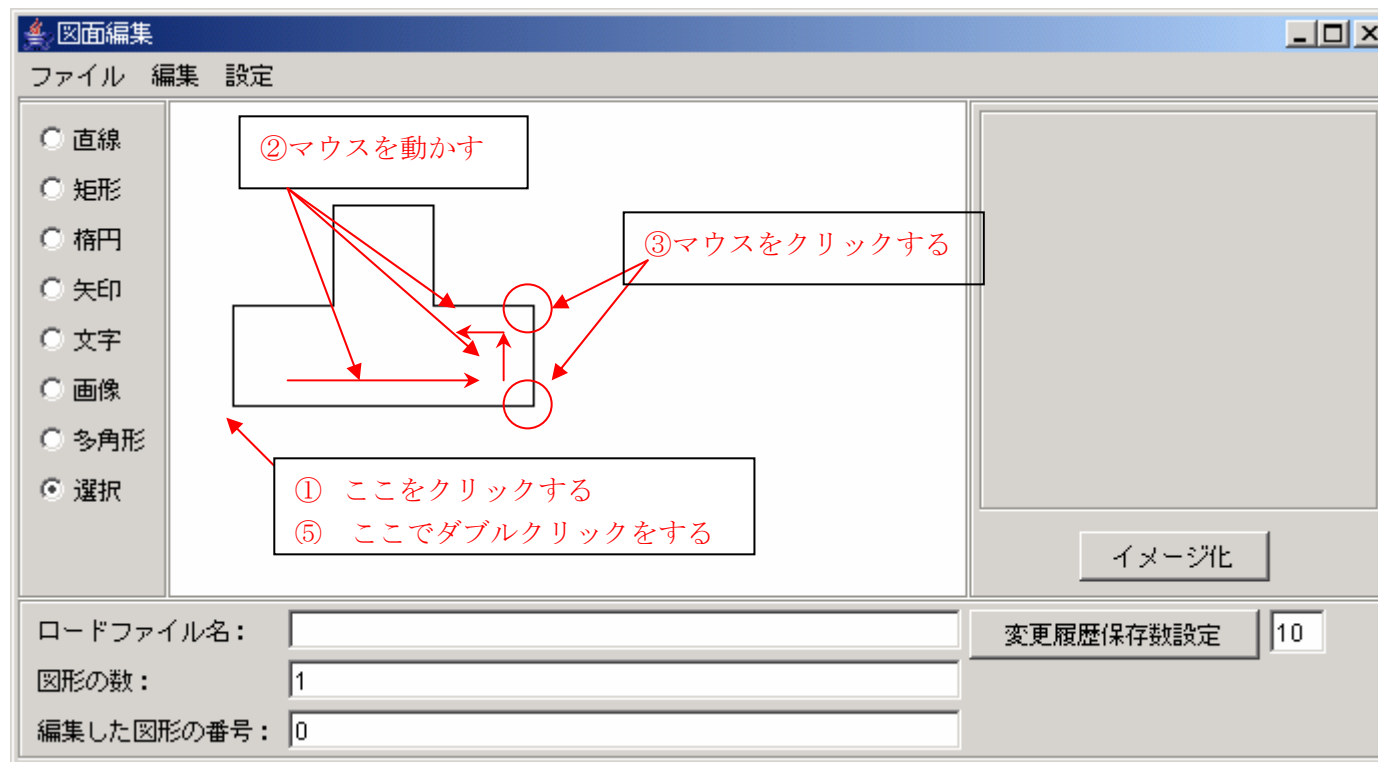 図面編集
ファイル 編集 設定
直線
矩形
楕円
矢印
文字
画像
多角形
選択
②マウスを動かす
③マウスをクリックする
① ここをクリックする
⑤ ここでダブルクリックをする
イメージ化
ロードファイル名：
変更履歴保存数設定 10
図形の数： 1
編集した図形の番号： 0